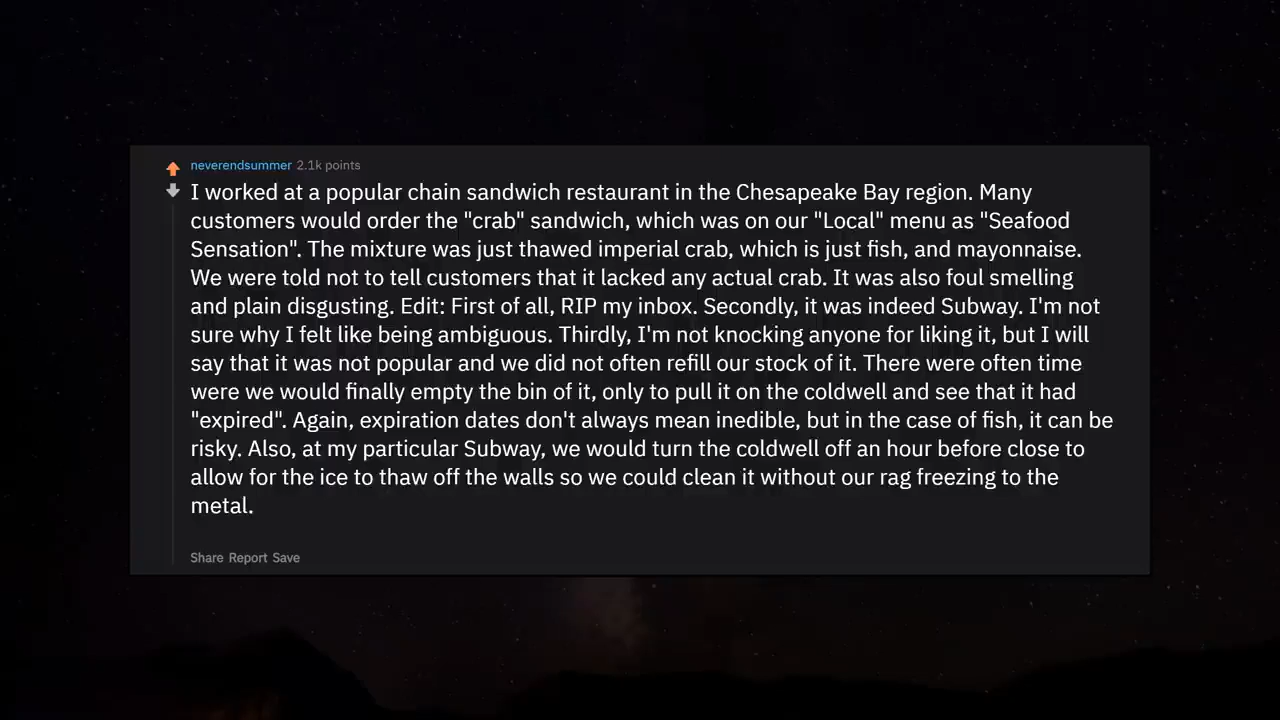 neverendsummer 2.1k points
I worked at a popular chain sandwich restaurant in the Chesapeake Bay region. Many
customers would order the "crab" sandwich, which was on our "Local" menu as "Seafood
Sensation". The mixture was just thawed imperial crab, which is just fish, and mayonnaise.
We were told not to tell customers that it lacked any actual crab. It was also foul smelling
and plain disgusting. Edit: First of all, RIP my inbox. Secondly, it was indeed Subway. I'm not
sure why I felt like being ambiguous. Thirdly, I'm not knocking anyone for liking it, but I will
say that it was not popular and we did not often refill our stock of it. There were often time
were we would finally empty the bin of it, only to pull it on the coldwell and see that it had
"expired". Again, expiration dates don't always mean inedible, but in the case of fish, it can be
risky. Also, at my particular Subway, we would turn the coldwell off an hour before close to
allow for the ice to thaw off the walls so we could clean it without our rag freezing to the
metal.
Share Report Save